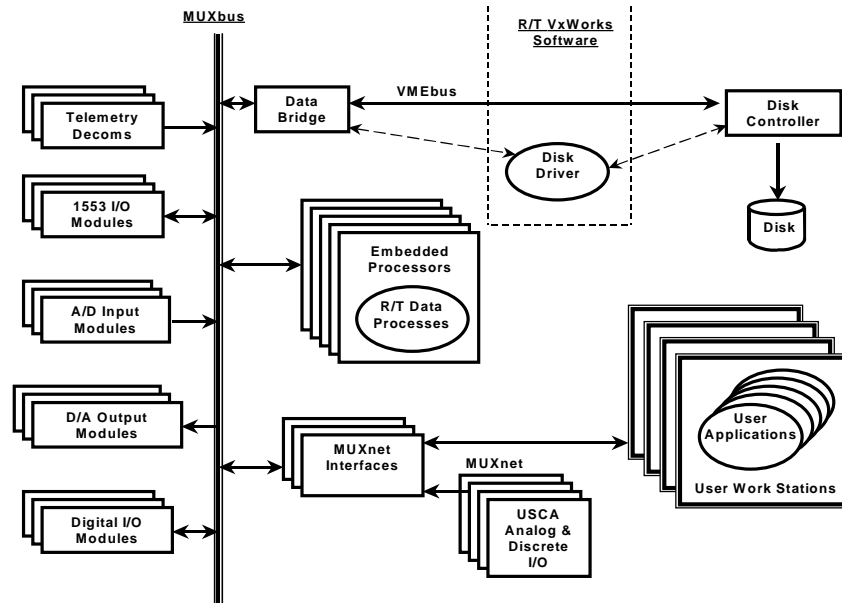 MUXbus
R/T VxWorks
Software
Telemetry
Decoms
Data
Bridge
VMEbus
Disk
Controller
Disk
Driver
1553 I/O
Modules
Disk
Embedded
Processors
R/T Data
Processes
A/D Input
Modules
D/A Output
Modules
MUXnet
Interfaces
User
Applications
User Work Stations
MUXnet
USCA
Analog &
Discrete
I/O
Digital I/O
Modules